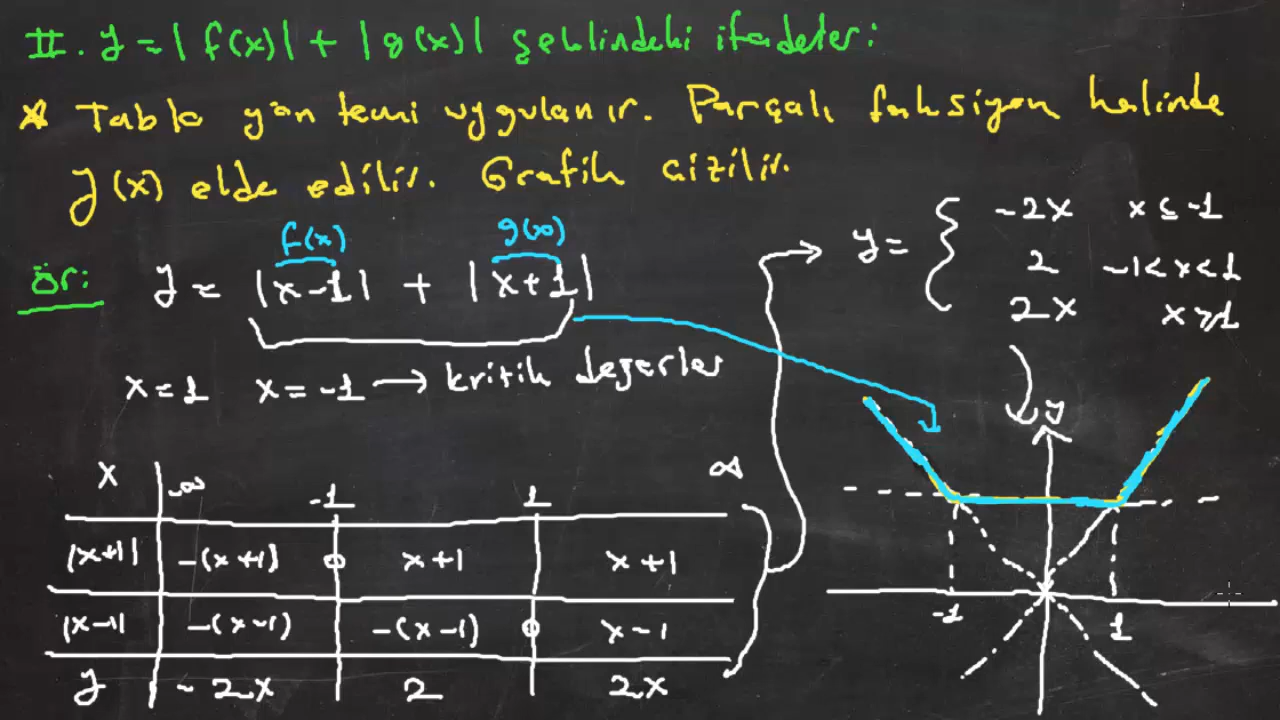 II. y = |f(x)| + |g(x)| şeklindeki ifadeler:
* Tablo yöntemi uygulanır. Parçalı fonksiyon halinde
y(x) elde edilir. Grafik çizilir.
f(x) g(x)
Ör: y = |x-1| + |x+1|
x=1 x=-1 → kritik değerler
y = { -2x x ≤ -1
2 -1<x<1
2x x ≥ 1
x -∞ -1 1 ∞
|x+1| -(x+1) 0 x+1 x+1
|x-1| -(x-1) -(x-1) 0 x-1
y -2x 2 2x
y
-1 1